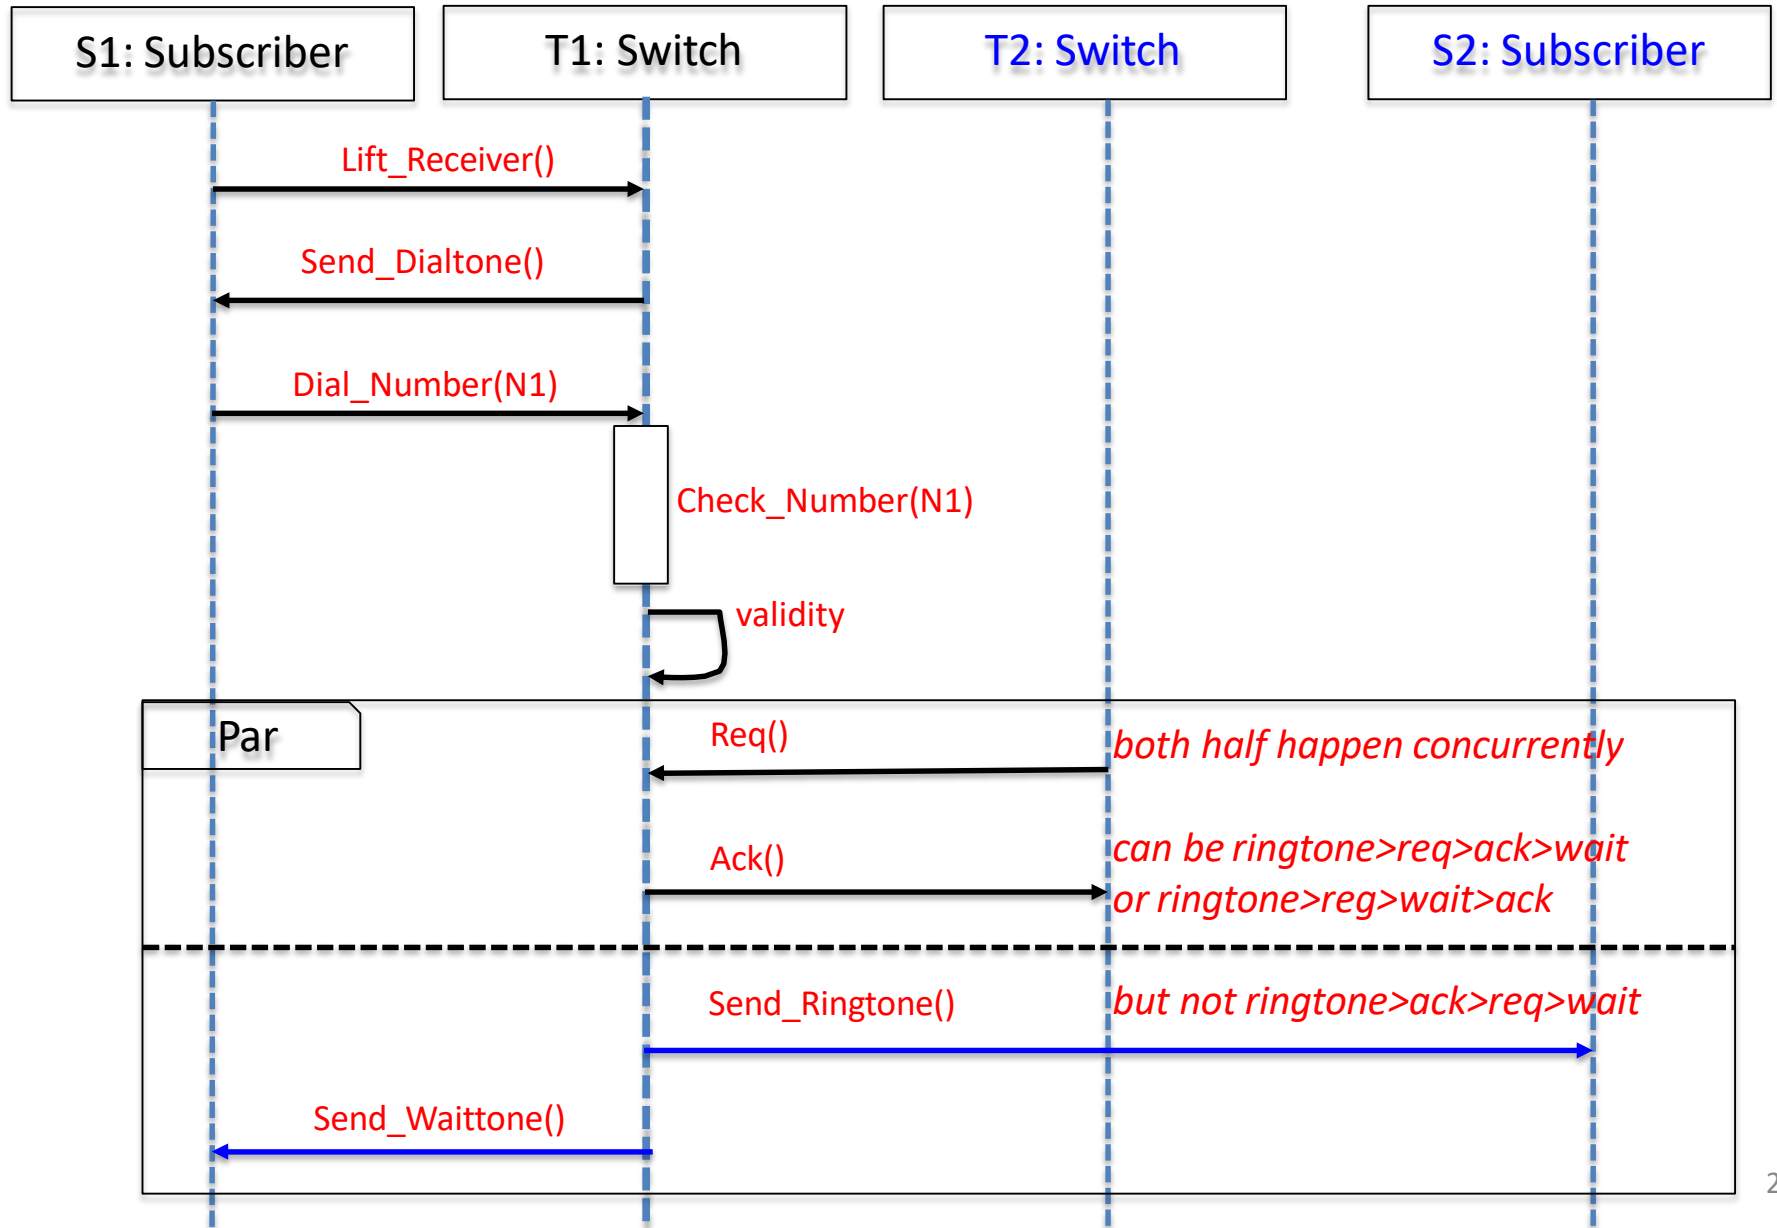 S1: Subscriber
T1: Switch
T2: Switch
S2: Subscriber
Lift_Receiver()
Send_Dialtone()
Dial_Number(N1)
Check_Number(N1)
validity
Par
Req()
both half happen concurrently
Ack()
can be ringtone>req>ack>wait
or ringtone>reg>wait>ack
Send_Ringtone()
but not ringtone>ack>req>wait
Send_Waittone()
2